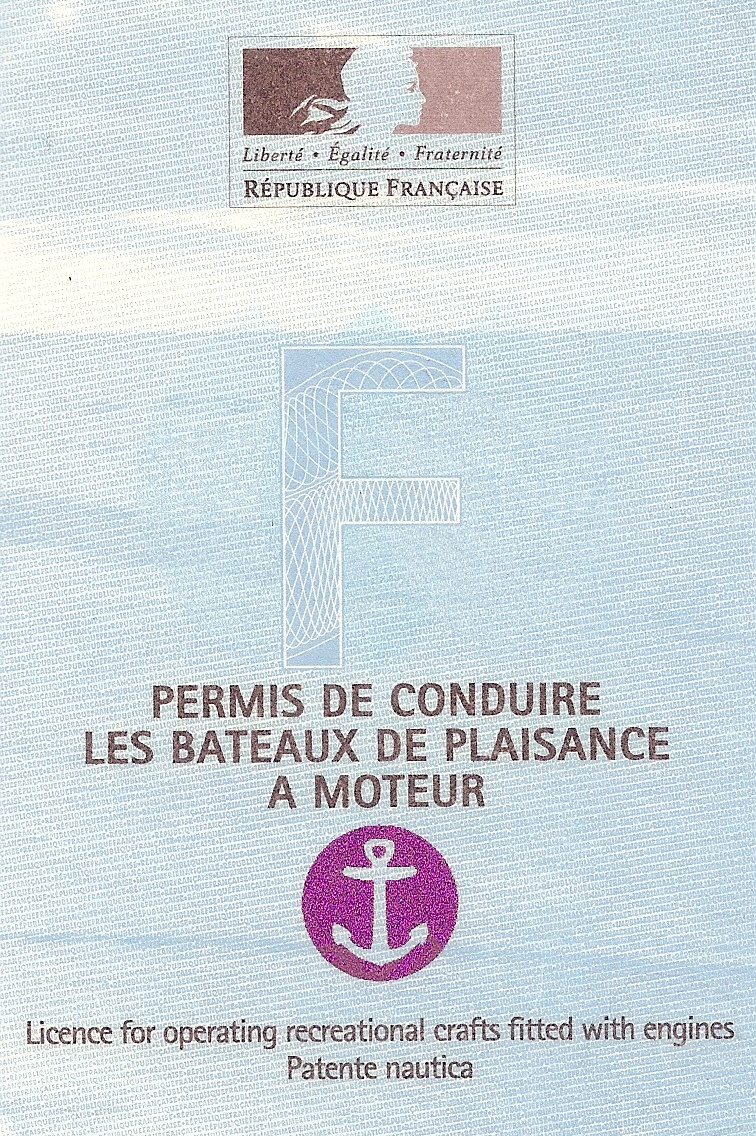 Liberté • Égalité • Fraternité
RÉPUBLIQUE FRANÇAISE
F
PERMIS DE CONDUIRE
LES BATEAUX DE PLAISANCE
A MOTEUR
Licence for operating recreational crafts fitted with engines
Patente nautica